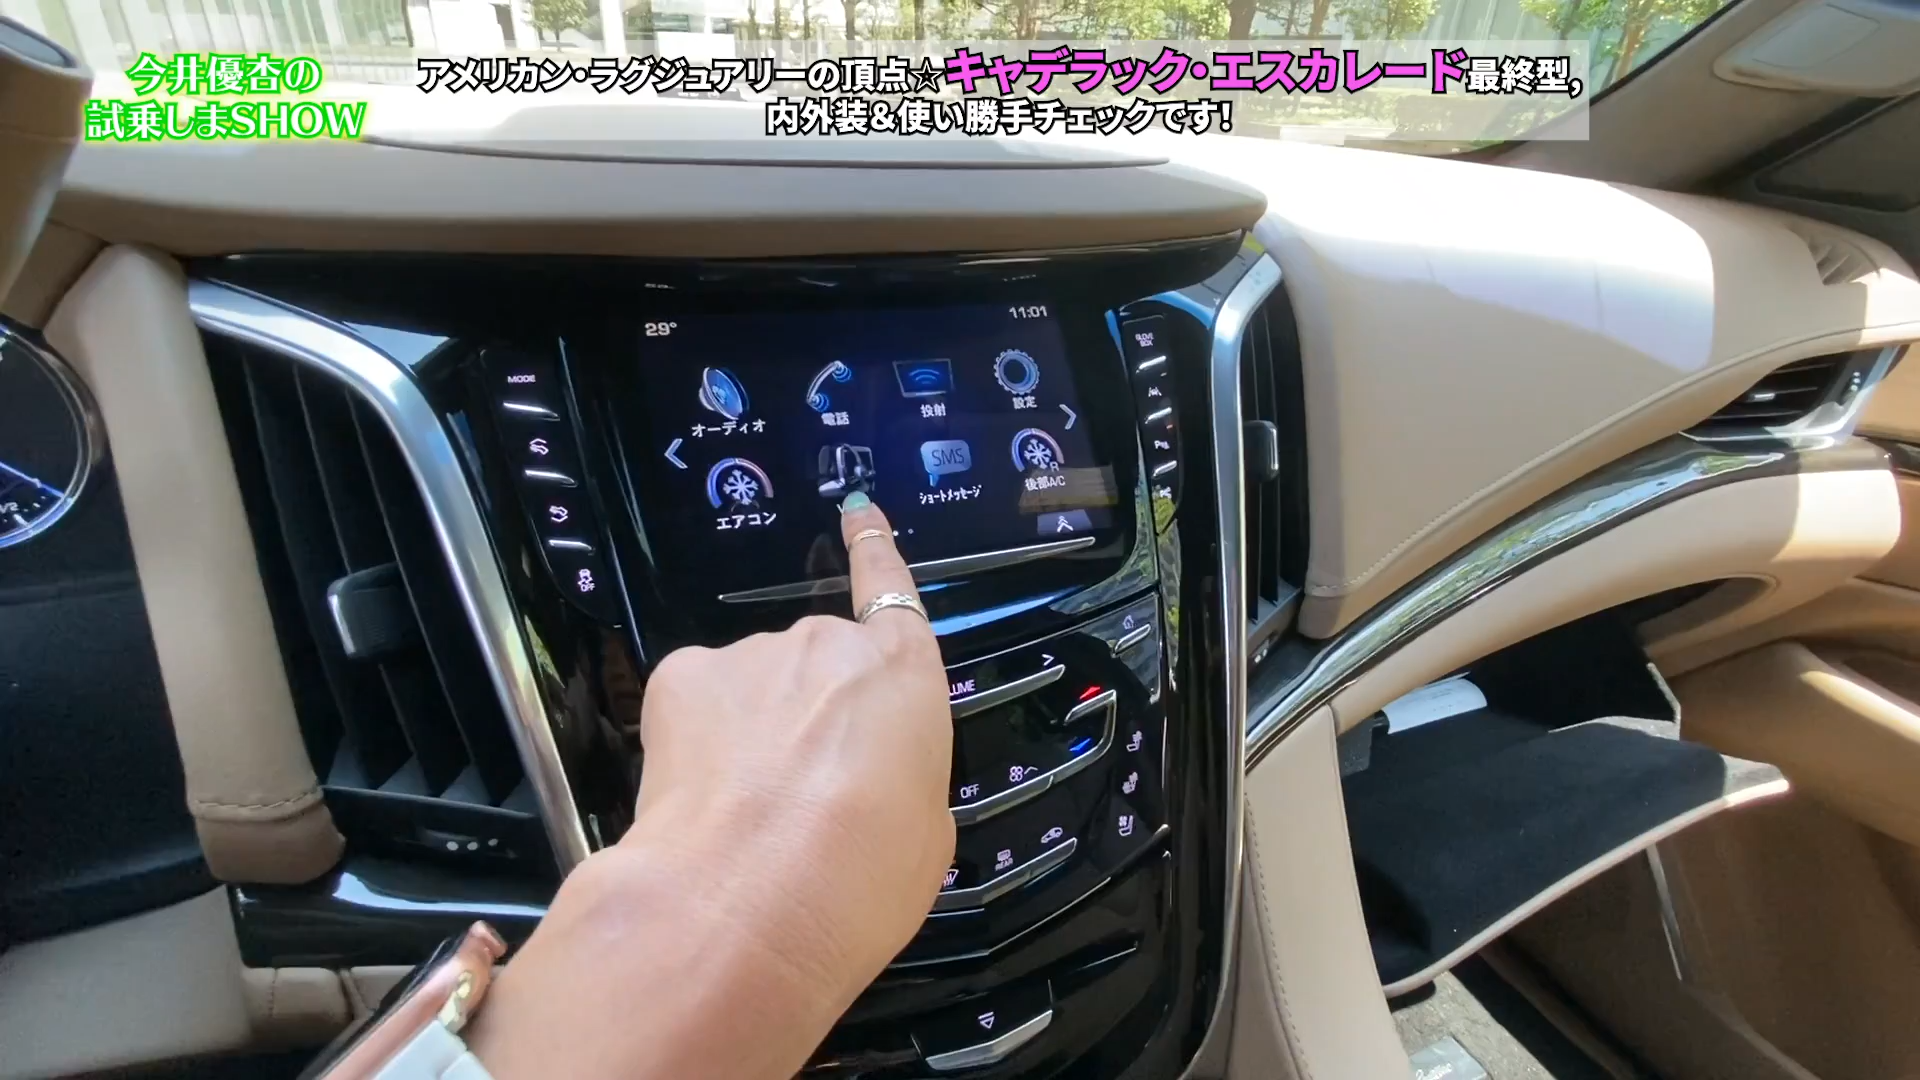 今井優杏の
試乗しまSHOW
アメリカン・ラグジュアリーの頂点☆キャデラック・エスカレード最終型,
内外装&使い勝手チェックです!
29°
11:01
オーディオ
電話
投射
設定
エアコン
SMS
ショートメッセージ
R
後部A/C
MODE
OFF
GLOVE
BOX
OFF
REAR